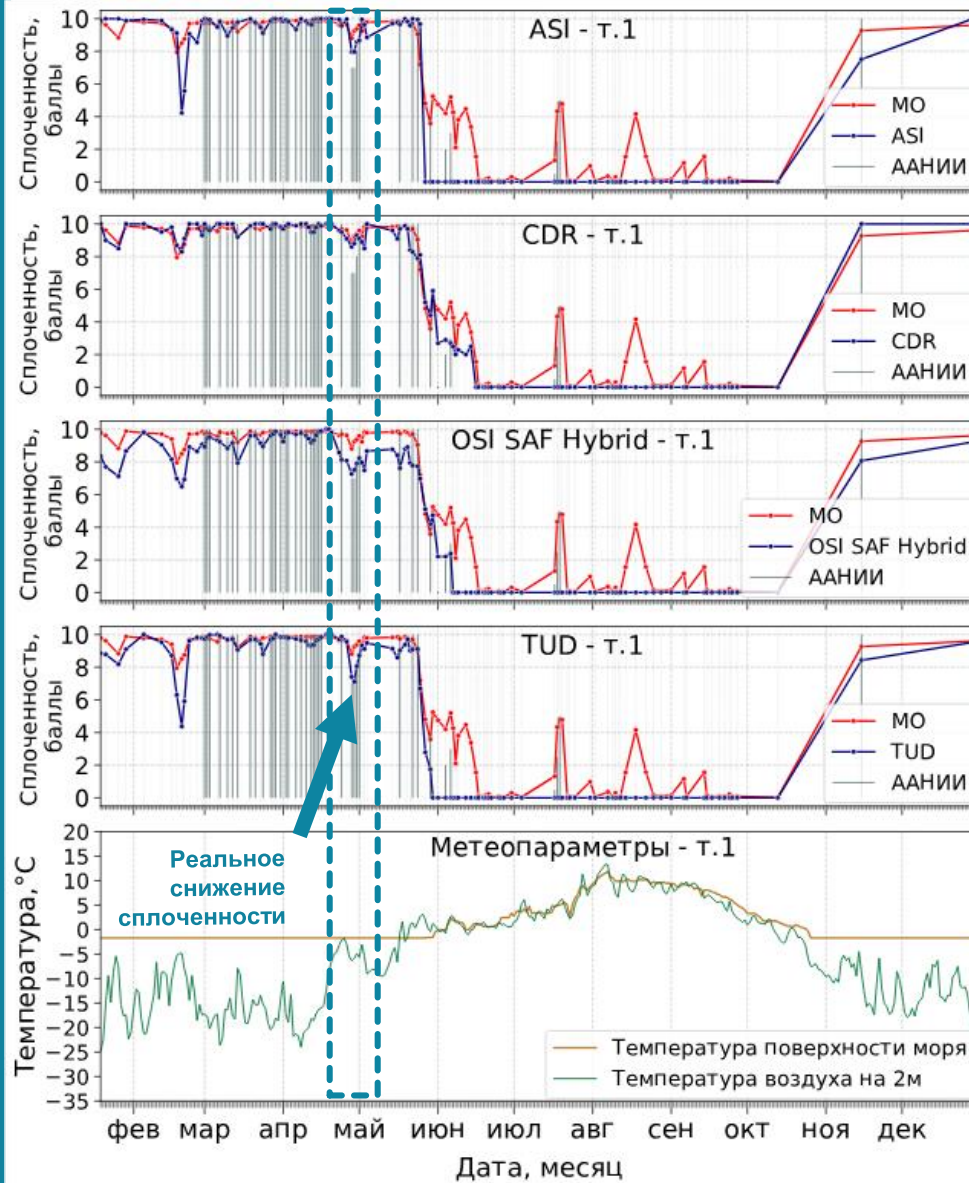 Сплоченность,
баллы
10
8
6
4
2
0
ASI - т.1
МО
ASI
ААНИИ
Сплоченность,
баллы
10
8
6
4
2
0
CDR - т.1
МО
CDR
ААНИИ
Сплоченность,
баллы
10
8
6
4
2
0
OSI SAF Hybrid - т.1
МО
OSI SAF Hybrid
ААНИИ
Сплоченность,
баллы
10
8
6
4
2
0
TUD - т.1
МО
TUD
ААНИИ
Реальное
снижение
сплоченности
Температура,°C
20
15
10
5
0
−5
−10
−15
−20
−25
−30
−35
Метеопараметры - т.1
Температура поверхности моря
Температура воздуха на 2м
фев мар апр май июн июл авг сен окт ноя дек
Дата, месяц